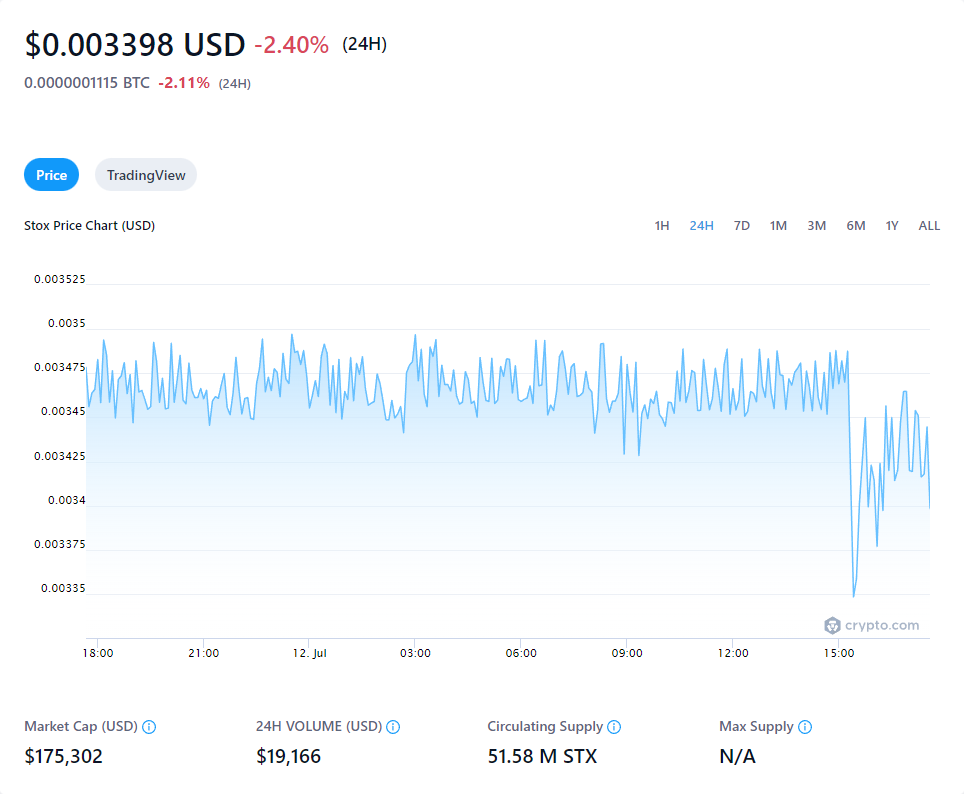 $0.003398 USD -2.40% (24H)
0.0000001115 BTC -2.11% (24H)
Price TradingView
Stox Price Chart (USD) 1H 24H 7D 1M 3M 6M 1Y ALL
0.003525
0.0035
0.003475
0.00345
0.003425
0.0034
0.003375
0.00335
crypto.com
18:00 21:00 12. Jul 03:00 06:00 09:00 12:00 15:00
Market Cap (USD) 24H VOLUME (USD) Circulating Supply Max Supply
$175,302 $19,166 51.58 M STX N/A